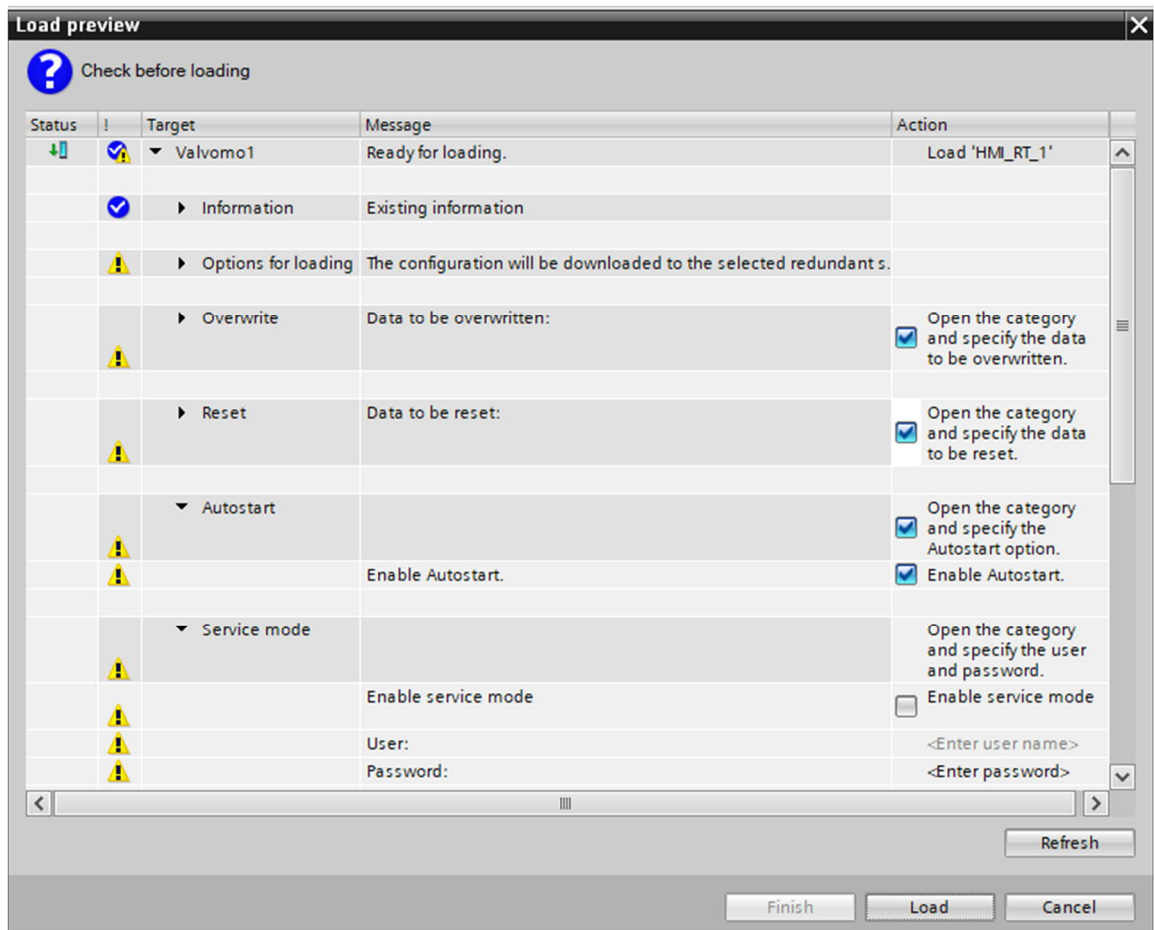 Load preview
Check before loading
Status ! Target Message Action
Valvomo1 Ready for loading. Load 'HMI_RT_1'
Information Existing information
Options for loading The configuration will be downloaded to the selected redundant s.
Overwrite Data to be overwritten: Open the category
and specify the data
to be overwritten.
Reset Data to be reset: Open the category
and specify the data
to be reset.
Autostart Open the category
and specify the
Autostart option.
Enable Autostart. Enable Autostart.
Service mode Open the category
and specify the user
and password.
Enable service mode Enable service mode
User: <Enter user name>
Password: <Enter password>
Refresh
Finish Load Cancel